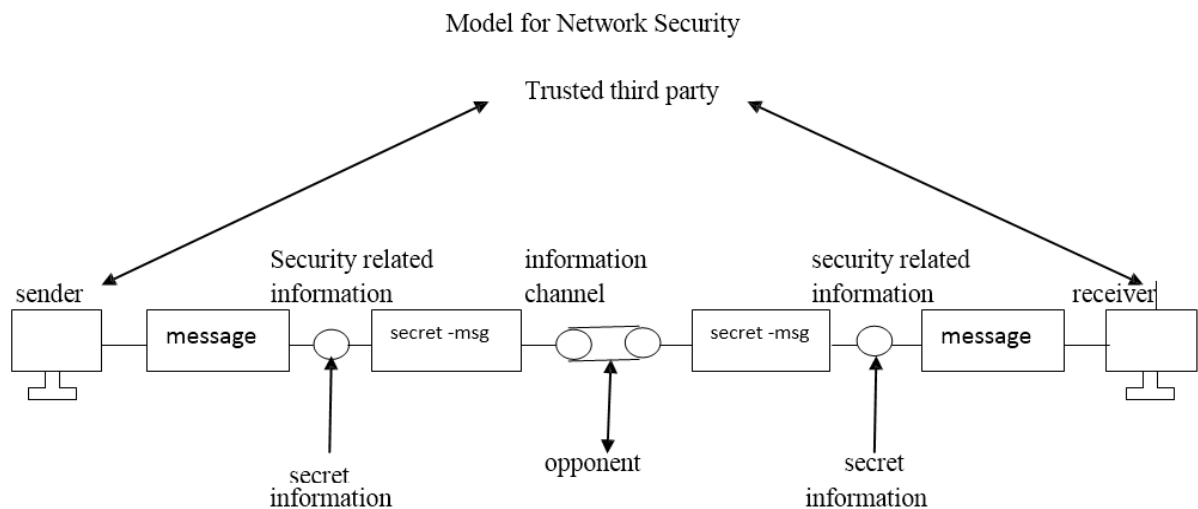 Model for Network Security
Trusted third party
sender
Security related
information
information
channel
security related
information
receiver
message
secret -msg
secret -msg
message
secret
information
opponent
secret
information